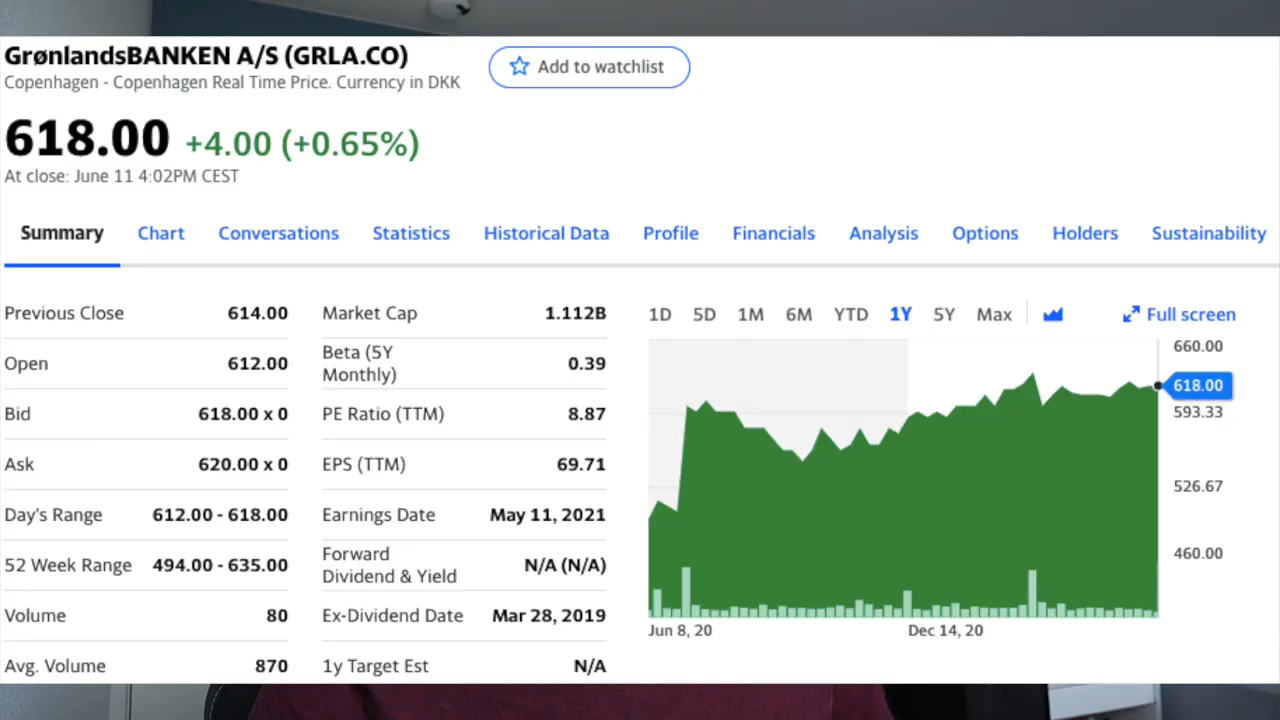 GrønlandsBANKEN A/S (GRLA.CO)
Add to watchlist
Copenhagen - Copenhagen Real Time Price. Currency in DKK
618.00 +4.00 (+0.65%)
At close: June 11 4:02PM CEST
Summary Chart Conversations Statistics Historical Data Profile Financials Analysis Options Holders Sustainability
Previous Close 614.00
Open 612.00
Bid 618.00 x 0
Ask 620.00 x 0
Day's Range 612.00 - 618.00
52 Week Range 494.00 - 635.00
Volume 80
Avg. Volume 870
Market Cap 1.112B
Beta (5Y
Monthly) 0.39
PE Ratio (TTM) 8.87
EPS (TTM) 69.71
Earnings Date May 11, 2021
Forward
Dividend & Yield N/A (N/A)
Ex-Dividend Date Mar 28, 2019
1y Target Est N/A
1D 5D 1M 6M YTD 1Y 5Y Max Full screen
660.00
618.00
593.33
526.67
460.00
Jun 8, 20 Dec 14, 20